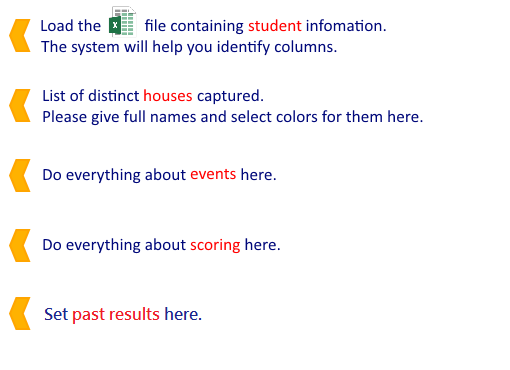 Load the X file containing student infomation.
The system will help you identify columns.
List of distinct houses captured.
Please give full names and select colors for them here.
Do everything about events here.
Do everything about scoring here.
Set past results here.